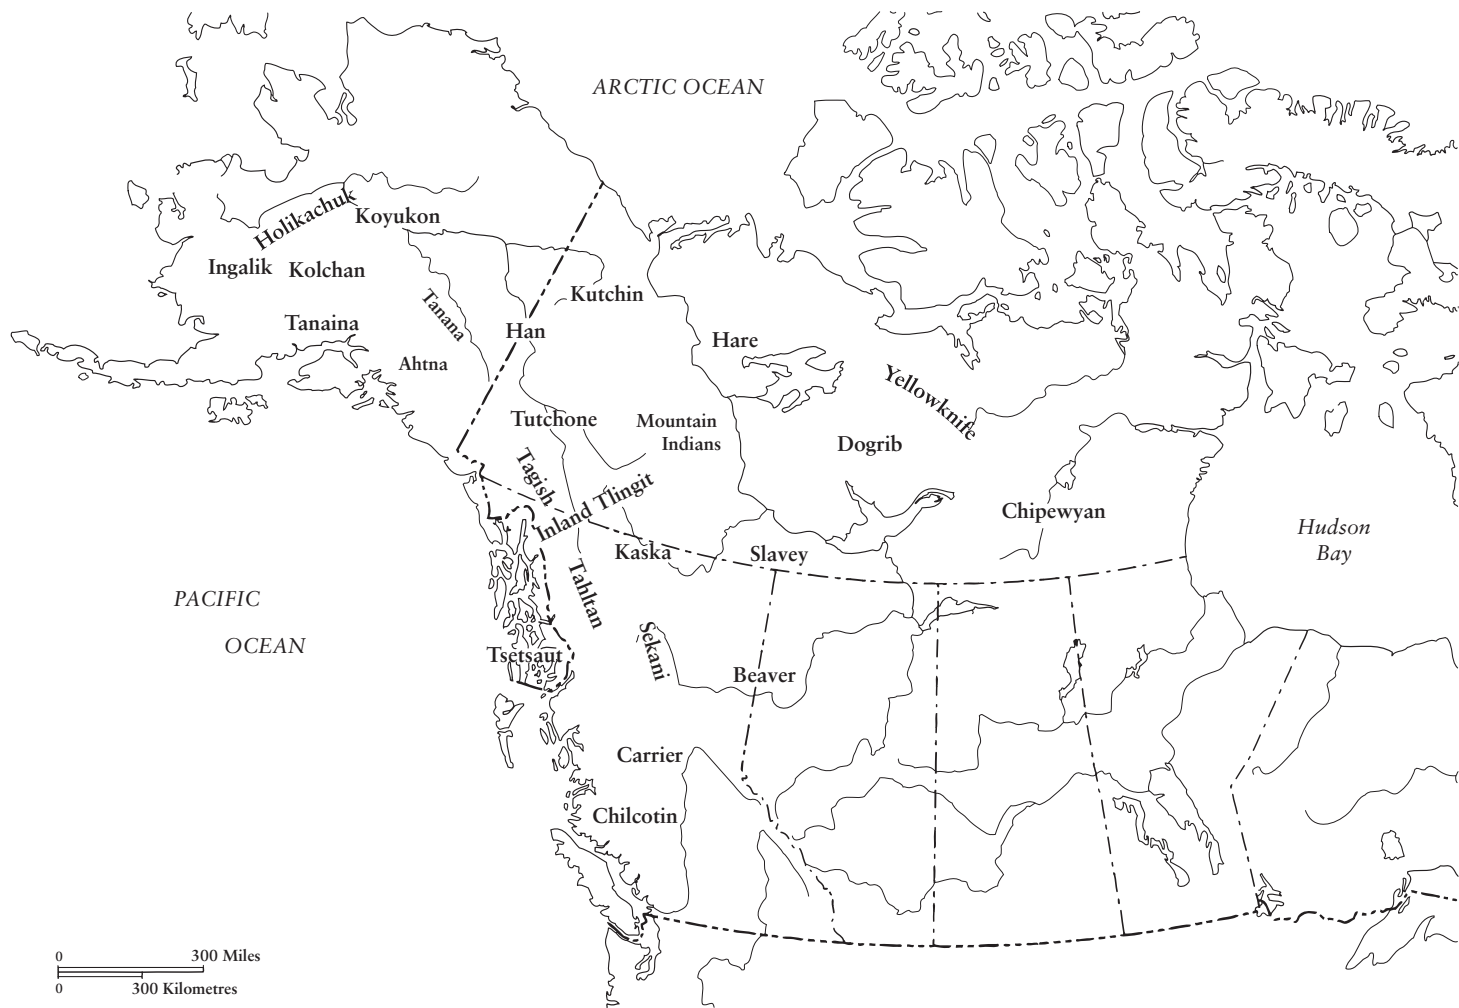 ARCTIC OCEAN
Holikachuk
Koyukon
Ingalik
Kolchan
Kutchin
Tanana
Tanaina
Han
Hare
Ahtna
Yellowknife
Tutchone
Mountain
Indians
Dogrib
Tagish
Inland Tlingit
Chipewyan
Hudson
Bay
Kaska
Slavey
Tahltan
PACIFIC
OCEAN
Tsetsaut
Sekani
Beaver
Carrier
Chilcotin
0 300 Miles
0 300 Kilometres